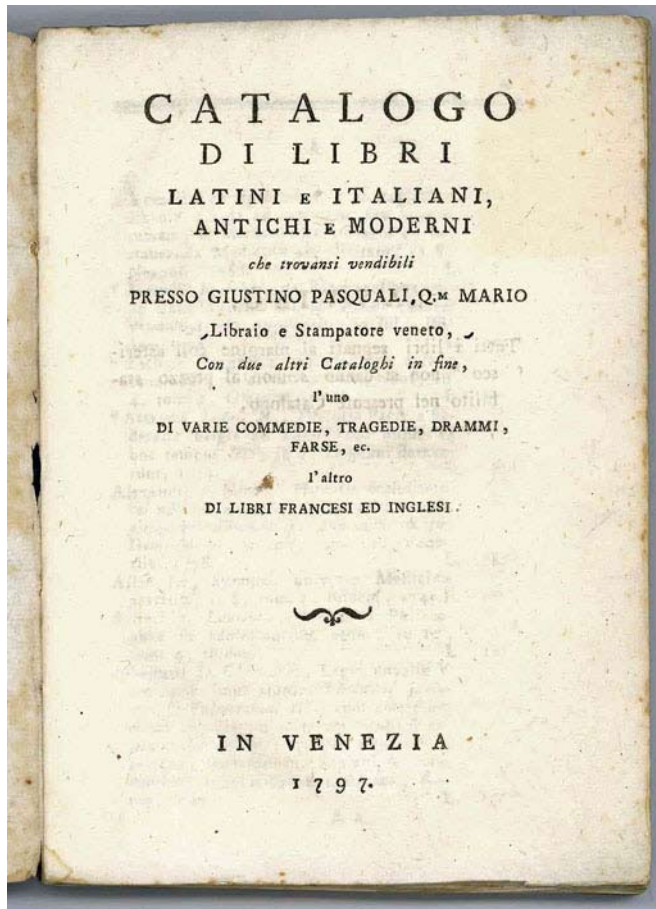 CATALOGO
DI LIBRI
LATINI E ITALIANI,
ANTICHI E MODERNI
che trovansi vendibili
PRESSO GIUSTINO PASQUALI, Q.M MARIO
Libraio e Stampatore veneto,
Con due altri Cataloghi in fine,
l'uno
DI VARIE COMMEDIE, TRAGEDIE, DRAMMI,
FARSE, ec.
l'altro
DI LIBRI FRANCESI ED INGLESI.
IN VENEZIA
1797.